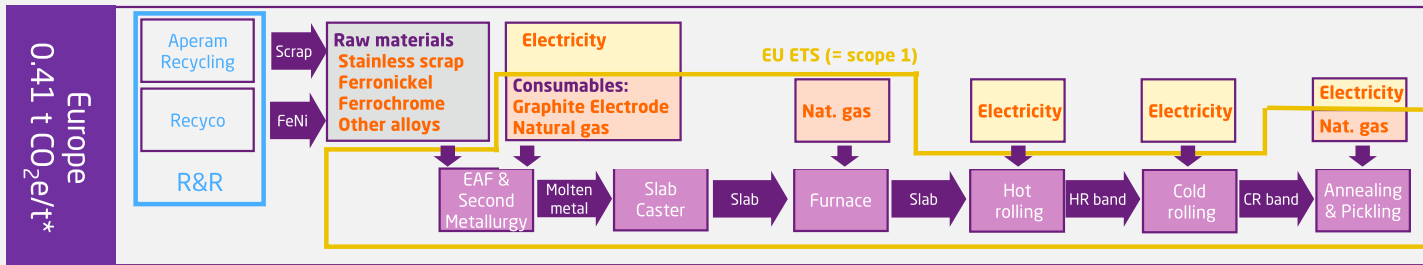 Europe
0.41 t CO₂e/t*
Aperam
Recycling
Recyco
R&R
Scrap
FeNi
Raw materials
Stainless scrap
Ferronickel
Ferrochrome
Other alloys
Electricity
Consumables:
Graphite Electrode
Natural gas
EU ETS (= scope 1)
Nat. gas
Electricity
Electricity
Electricity
Nat. gas
EAF &
Second
Metallurgy
Molten
metal
Slab
Caster
Slab
Furnace
Slab
Hot
rolling
HR band
Cold
rolling
CR band
Annealing
& Pickling